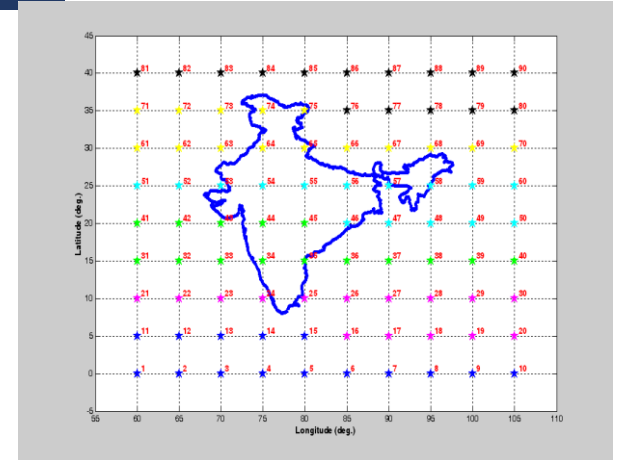 45
40 81 82 83 84 85 86 87 88 89 90
35 71 72 73 74 75 76 77 78 79 80
30 61 62 63 64 65 66 67 68 69 70
25 51 52 53 54 55 56 57 58 59 60
20 41 42 43 44 45 46 47 48 49 50
15 31 32 33 34 35 36 37 38 39 40
10 21 22 23 24 25 26 27 28 29 30
5 11 12 13 14 15 16 17 18 19 20
0 1 2 3 4 5 6 7 8 9 10
-5
55 60 65 70 75 80 85 90 95 100 105 110
Latitude (deg.)
Longitude (deg.)